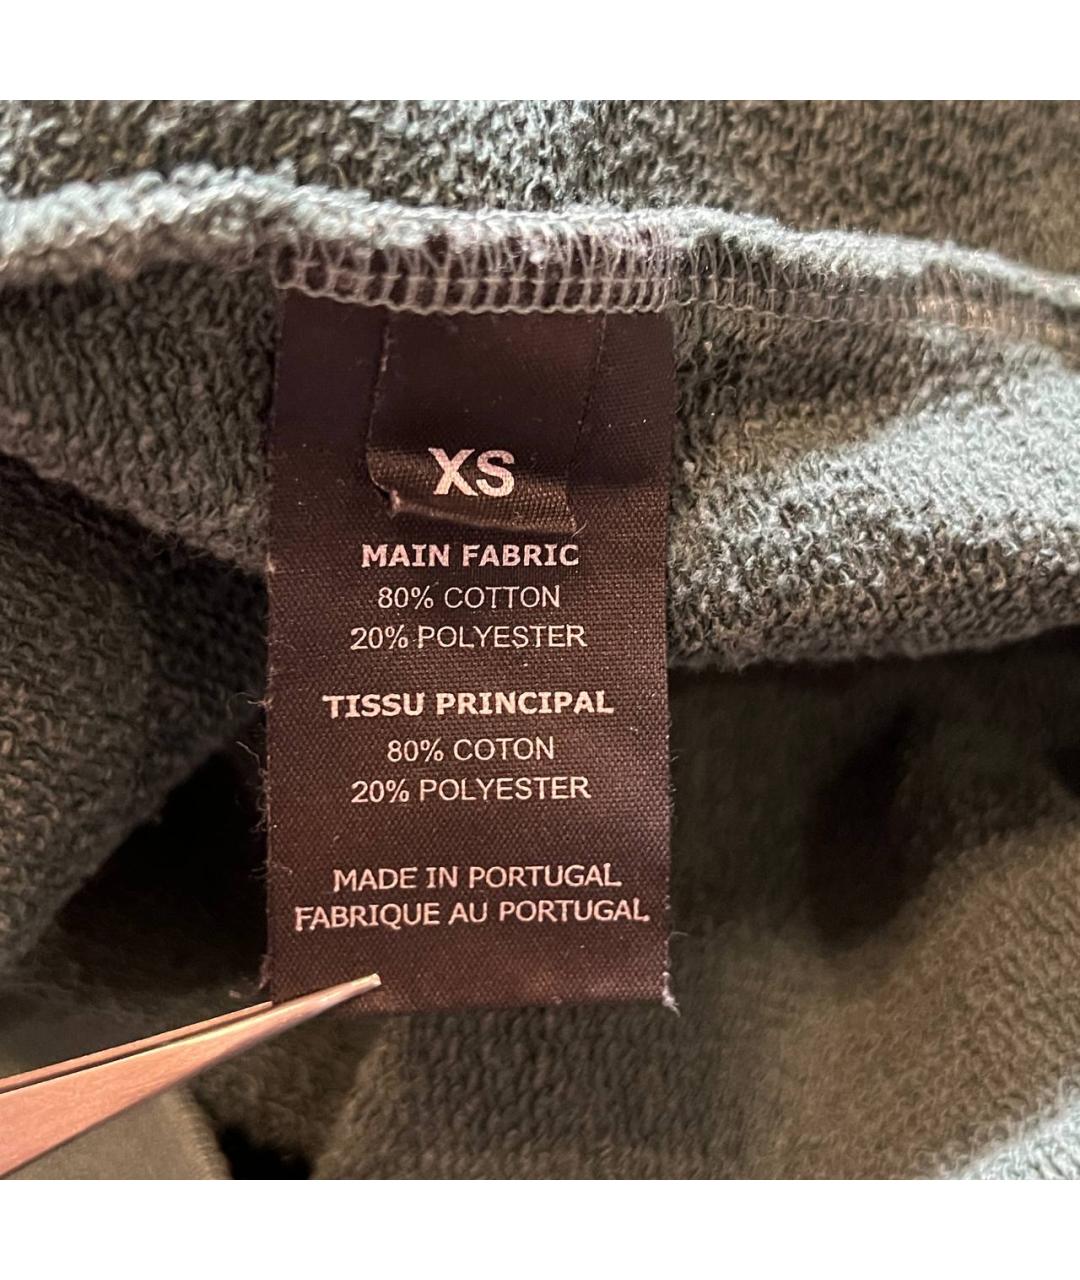 XS
MAIN FABRIC
80% COTTON
20% POLYESTER
TISSU PRINCIPAL
80% COTON
20% POLYESTER
MADE IN PORTUGAL
FABRIQUE AU PORTUGAL